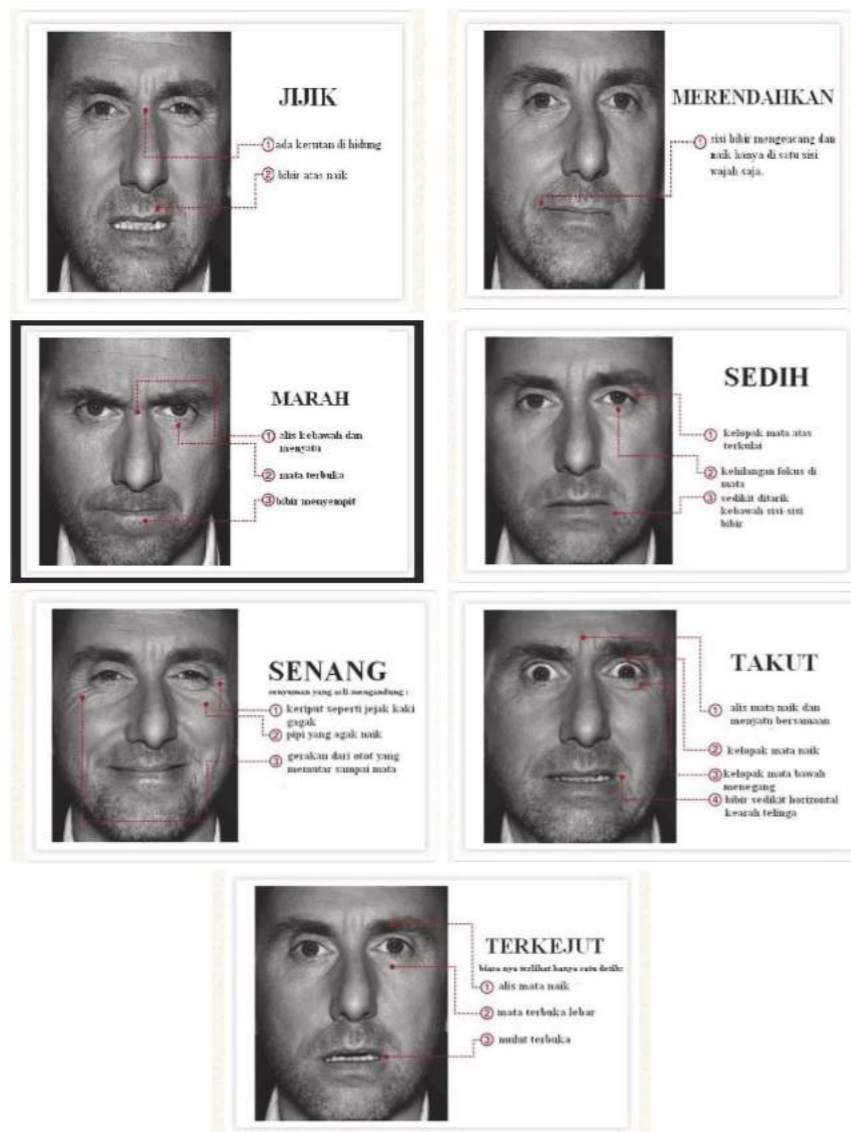 JIJIK
1 ada kerutan di hidung
2 bibir atas naik
MERENDAHKAN
1 sisi bibir mengencang dan
naik hanya di satu sisi
wajah saja.
MARAH
1 alis kebawah dan
menyatu
2 mata terbuka
3 bibir menyempit
SEDIH
1 kelopak mata atas
terkulai
2 kehilangan fokus di
mata
3 sedikit ditarik
kebawah sisi-sisi
bibir
SENANG
senyuman yang asli mengandung :
1 keriput seperti jejak kaki
gagak
2 pipi yang agak naik
3 gerakan dari otot yang
memutar sampai mata
TAKUT
1 alis mata naik dan
menyatu bersamaan
2 kelopak mata naik
3 kelopak mata bawah
menegang
4 bibir sedikit horizontal
kearah telinga
TERKEJUT
biasa nya terlihat hanya satu detik:
1 alis mata naik
2 mata terbuka lebar
3 mulut terbuka